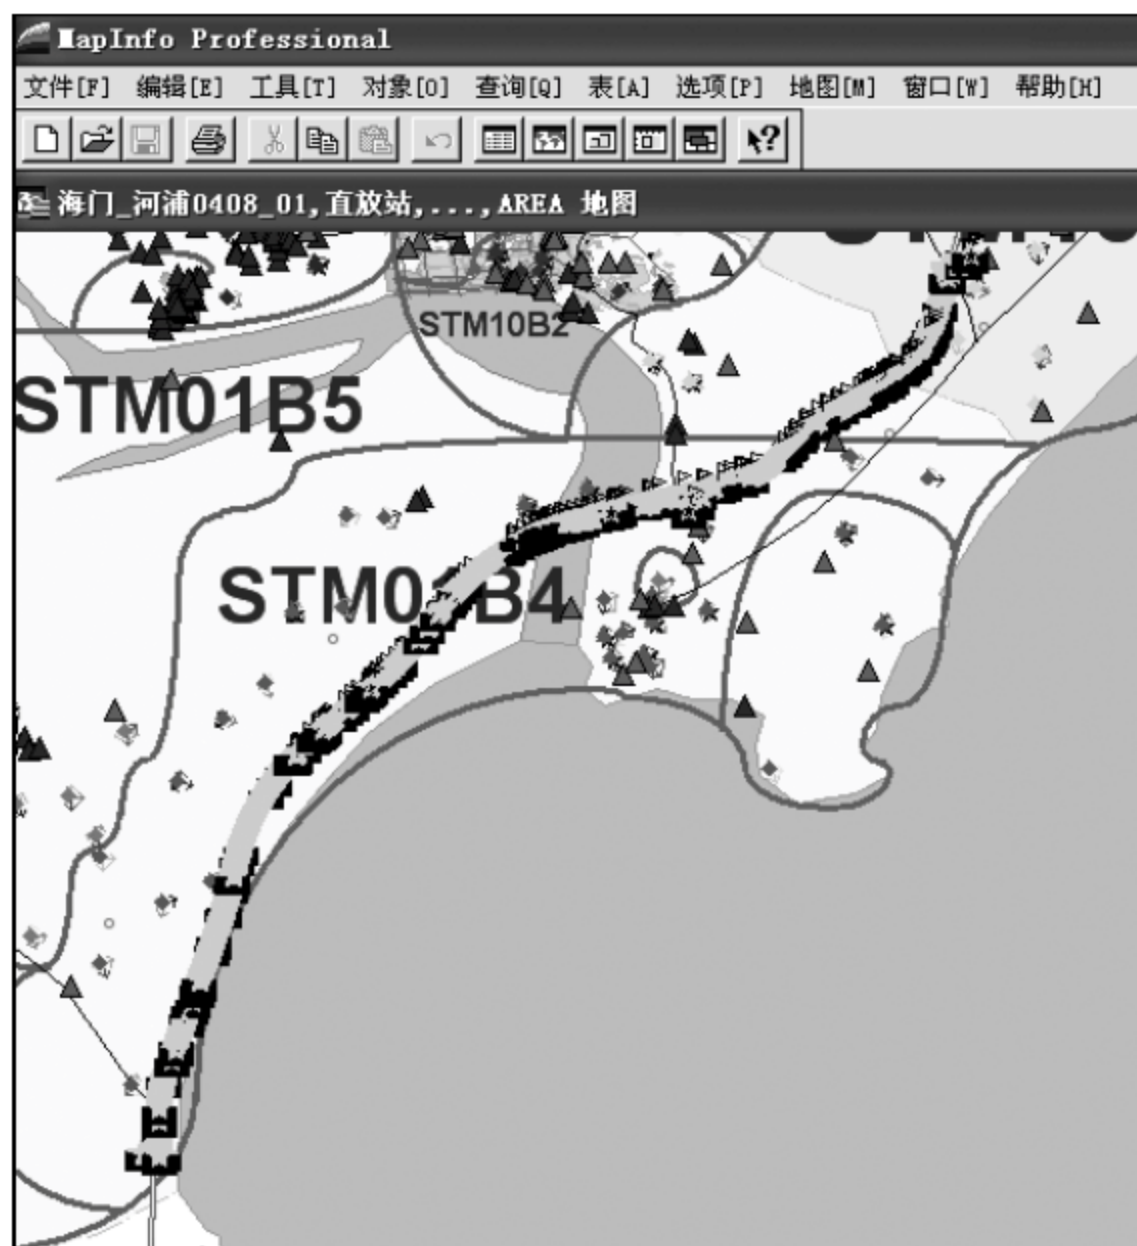 MapInfo Professional
文件[F] 编辑[E] 工具[T] 对象[O] 查询[Q] 表[A] 选项[P] 地图[M] 窗口[W] 帮助[H]
海门_河浦0408_01,直放站,...,AREA 地图
STM10B2
STM01B5